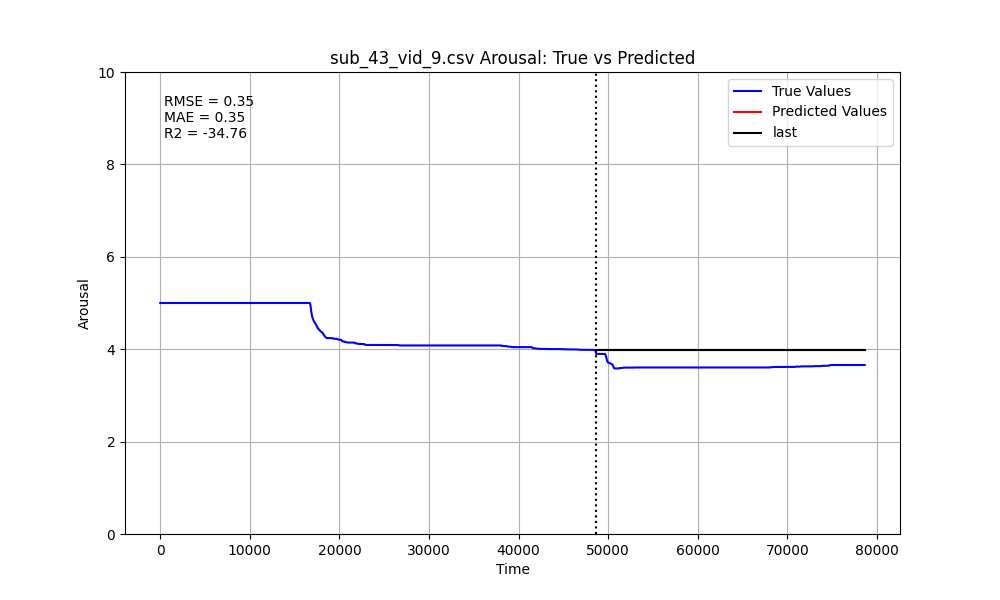 sub_43_vid_9.csv Arousal: True vs Predicted
RMSE = 0.35
MAE = 0.35
R2 = -34.76
True Values
Predicted Values
last
Arousal
10
8
6
4
2
0
0
10000
20000
30000
40000
50000
60000
70000
80000
Time